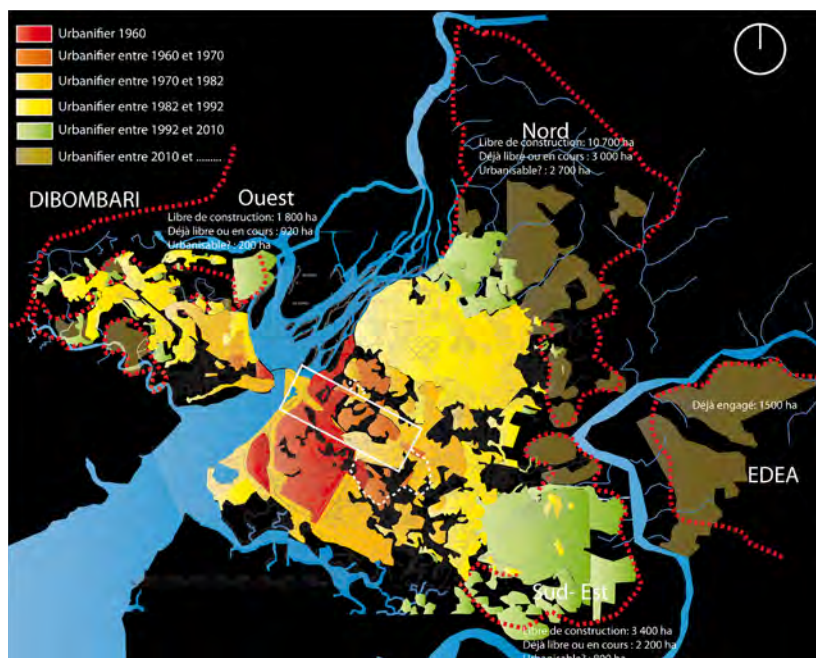 Urbanifier 1960
Urbanifier entre 1960 et 1970
Urbanifier entre 1970 et 1982
Urbanifier entre 1982 et 1992
Urbanifier entre 1992 et 2010
Urbanifier entre 2010 et .........
Nord
Libre de construction: 10 700 ha
Déjà libre ou en cours : 3 000 ha
Urbanisable? : 2 700 ha
DIBOMBARI
Ouest
Libre de construction: 1 800 ha
Déjà libre ou en cours : 920 ha
Urbanisable? : 200 ha
Déjà engagé: 1500 ha
EDEA
Sud- Est
Libre de construction: 3 400 ha
Déjà libre ou en cours : 2 200 ha
Urbanisable? : 800 ha